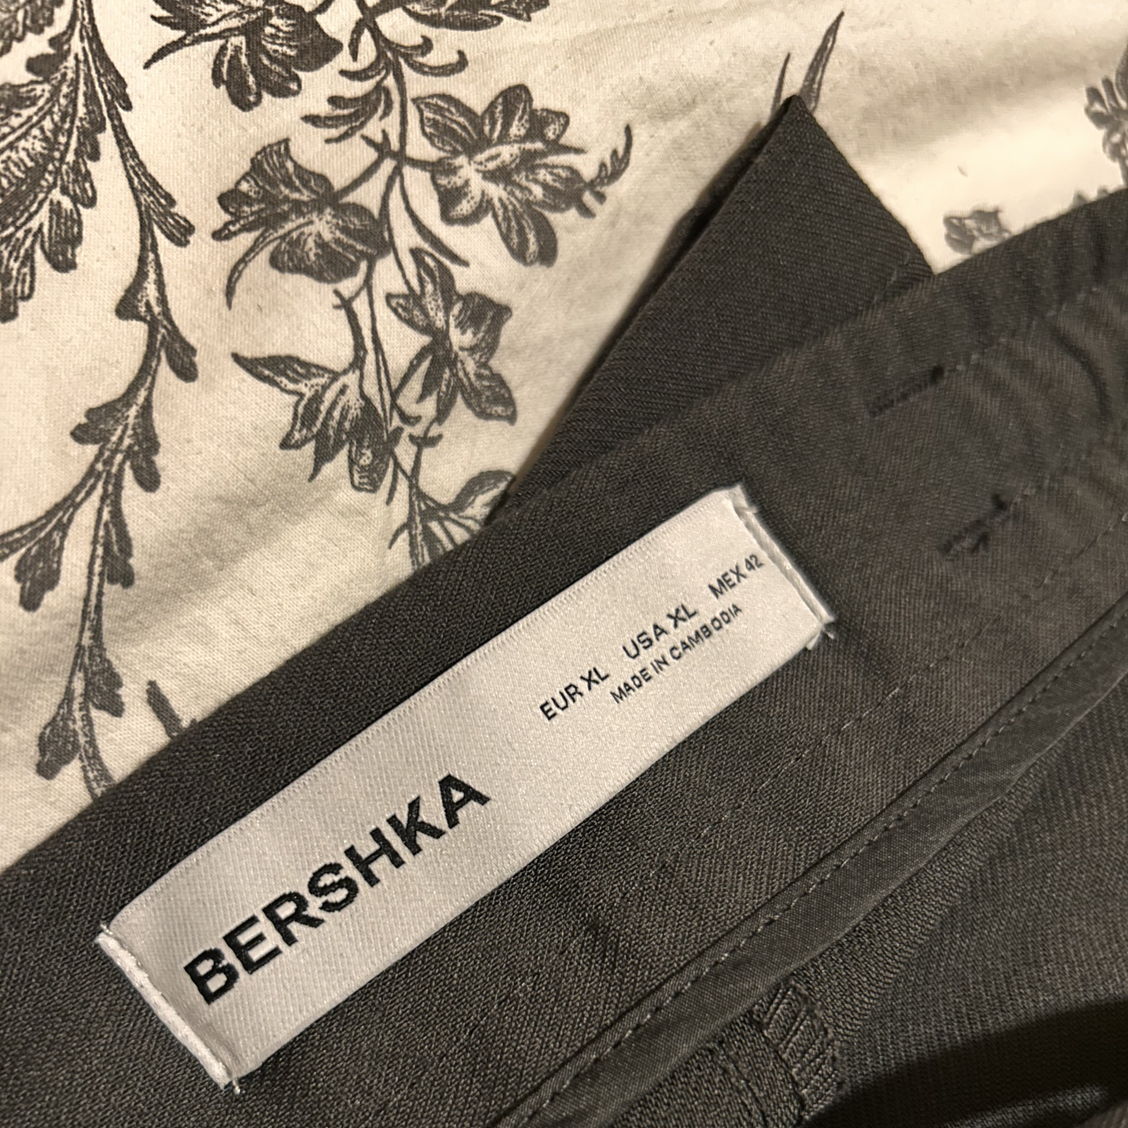 BERSHKA
EUR XL USA XL MEX 42
MADE IN CAMBODIA